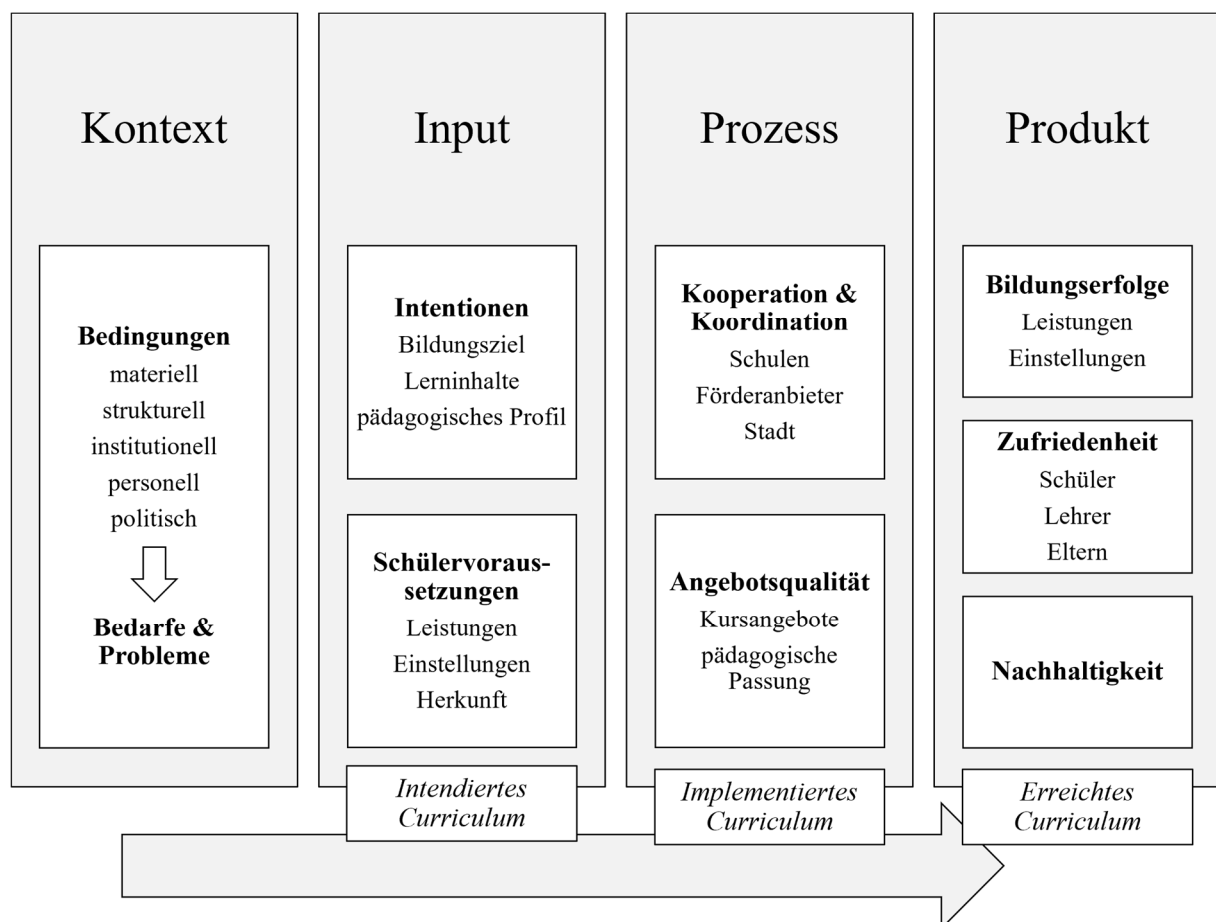 Kontext
Bedingungen
materiell
strukturell
institutionell
personell
politisch
Bedarfe &
Probleme
Input
Intentionen
Bildungsziel
Lerninhalte
pädagogisches Profil
Schülervoraus-
setzungen
Leistungen
Einstellungen
Herkunft
Intendiertes
Curriculum
Prozess
Kooperation &
Koordination
Schulen
Förderanbieter
Stadt
Angebotsqualität
Kursangebote
pädagogische
Passung
Implementiertes
Curriculum
Produkt
Bildungserfolge
Leistungen
Einstellungen
Zufriedenheit
Schüler
Lehrer
Eltern
Nachhaltigkeit
Erreichtes
Curriculum